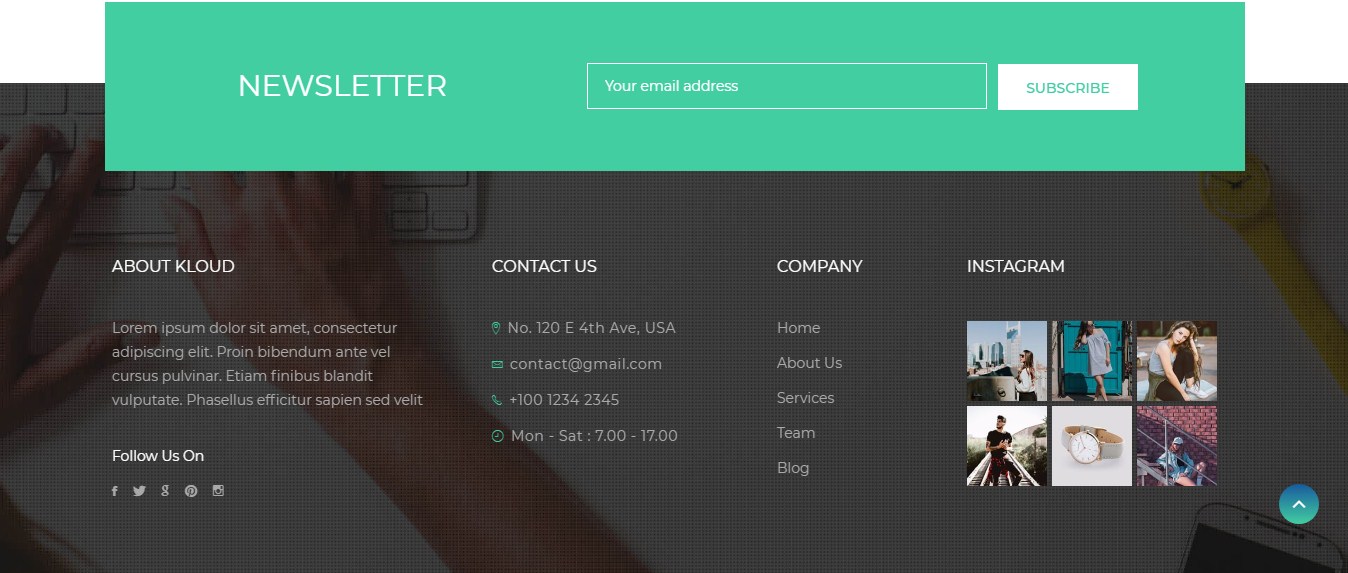 NEWSLETTER
Your email address
SUBSCRIBE
ABOUT KLOUD
Lorem ipsum dolor sit amet, consectetur
adipiscing elit. Proin bibendum ante vel
cursus pulvinar. Etiam finibus blandit
vulputate. Phasellus efficitur sapien sed velit
Follow Us On
CONTACT US
No. 120 E 4th Ave, USA
contact@gmail.com
+100 1234 2345
Mon - Sat : 7.00 - 17.00
COMPANY
Home
About Us
Services
Team
Blog
INSTAGRAM